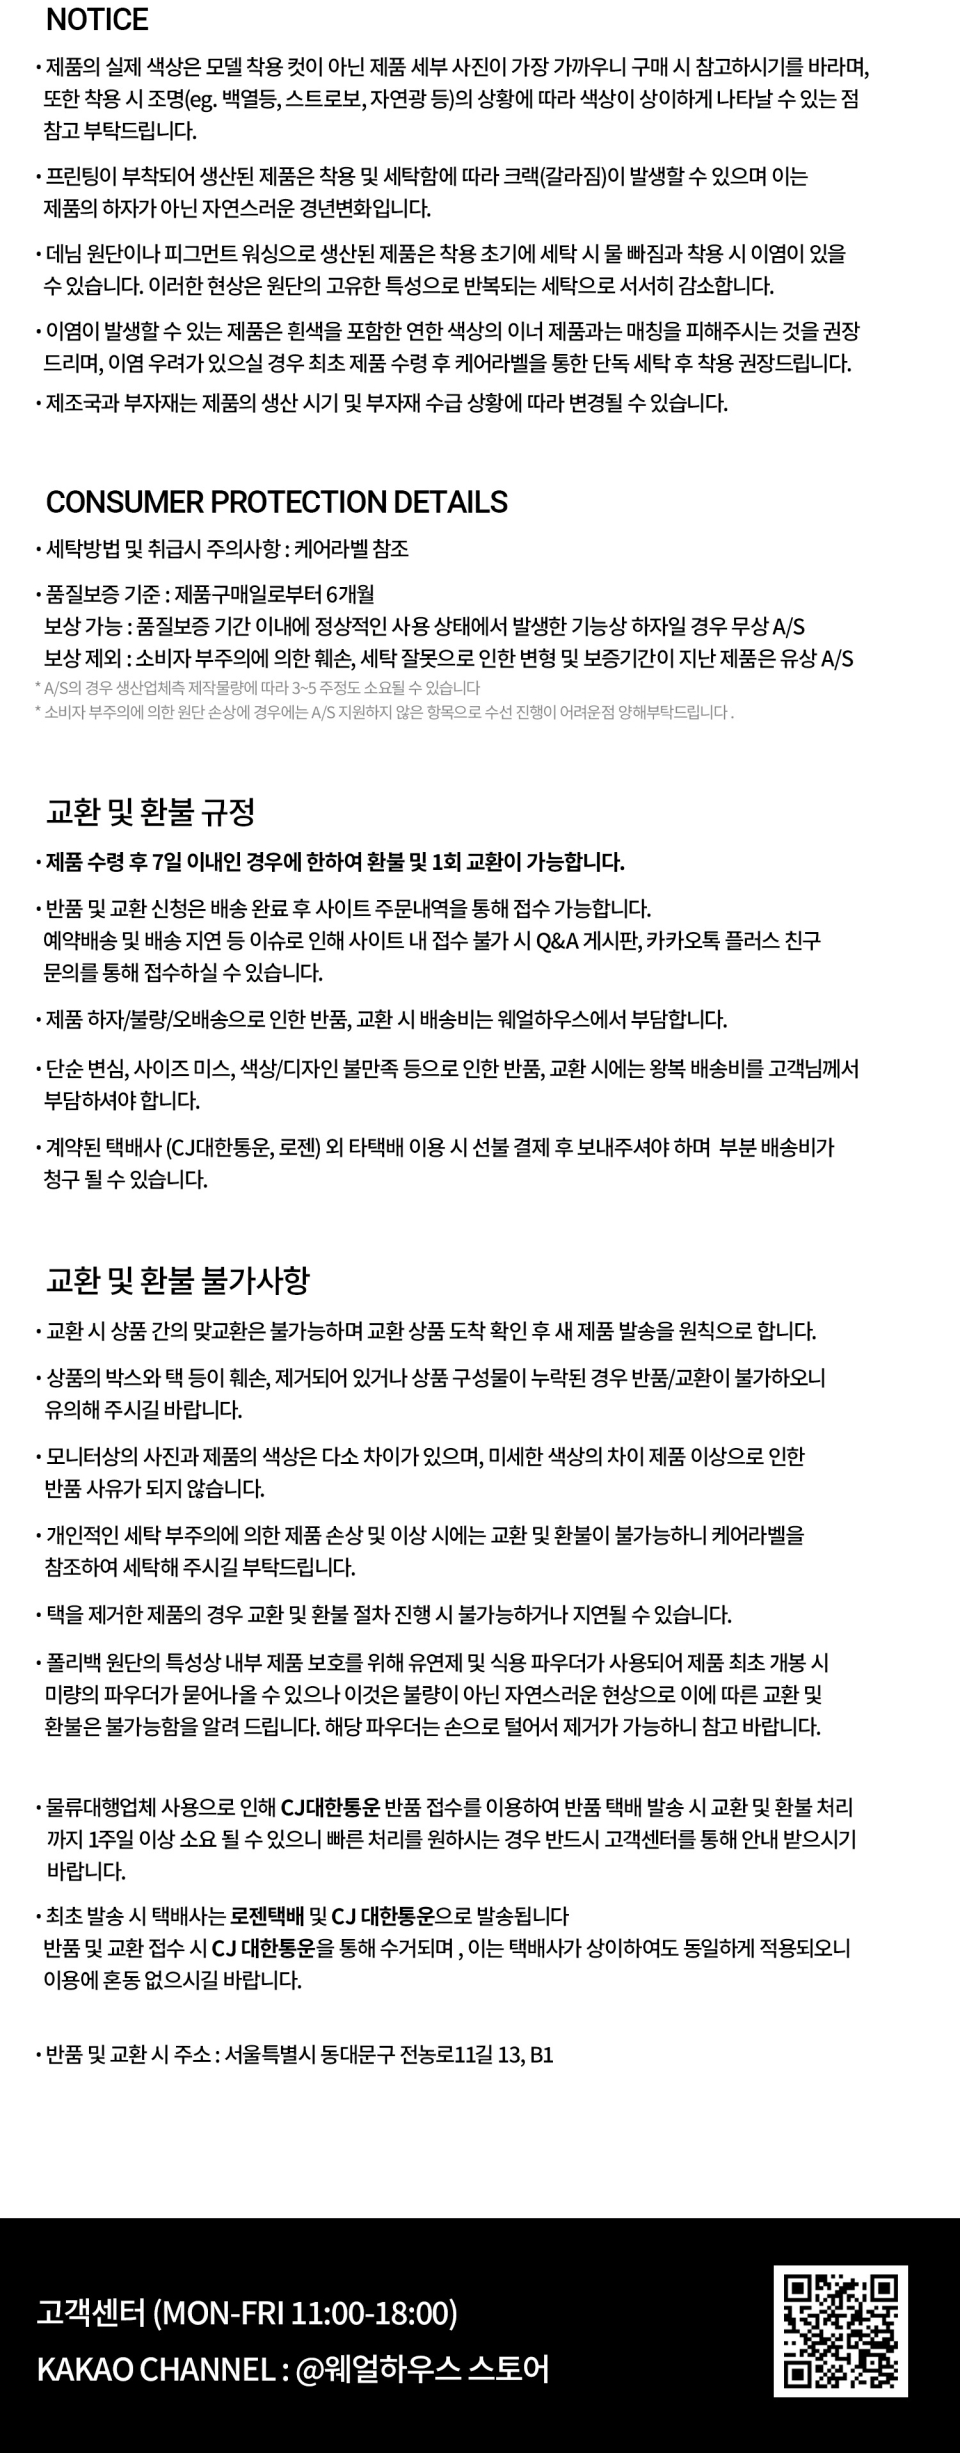 NOTICE
• 제품의 실제 색상은 모델 착용 컷이 아닌 제품 세부 사진이 가장 가까우니 구매 시 참고하시기를 바라며,
또한 착용 시 조명(eg. 백열등, 스트로보, 자연광 등)의 상황에 따라 색상이 상이하게 나타날 수 있는 점
참고 부탁드립니다.
• 프린팅이 부착되어 생산된 제품은 착용 및 세탁함에 따라 크랙(갈라짐)이 발생할 수 있으며 이는
제품의 하자가 아닌 자연스러운 경년변화입니다.
• 데님 원단이나 피그먼트 워싱으로 생산된 제품은 착용 초기에 세탁 시 물 빠짐과 착용 시 이염이 있을
수 있습니다. 이러한 현상은 원단의 고유한 특성으로 반복되는 세탁으로 서서히 감소합니다.
• 이염이 발생할 수 있는 제품은 흰색을 포함한 연한 색상의 이너 제품과는 매칭을 피해주시는 것을 권장
드리며, 이염 우려가 있으실 경우 최초 제품 수령 후 케어라벨을 통한 단독 세탁 후 착용 권장드립니다.
• 제조국과 부자재는 제품의 생산 시기 및 부자재 수급 상황에 따라 변경될 수 있습니다.
CONSUMER PROTECTION DETAILS
• 세탁방법 및 취급시 주의사항 : 케어라벨 참조
• 품질보증 기준 : 제품구매일로부터 6개월
보상 가능 : 품질보증 기간 이내에 정상적인 사용 상태에서 발생한 기능상 하자일 경우 무상 A/S
보상 제외 : 소비자 부주의에 의한 훼손, 세탁 잘못으로 인한 변형 및 보증기간이 지난 제품은 유상 A/S
* A/S의 경우 생산업체측 제작물량에 따라 3~5 주정도 소요될 수 있습니다
* 소비자 부주의에 의한 원단 손상에 경우에는 A/S 지원하지 않은 항목으로 수선 진행이 어려운점 양해부탁드립니다 .
교환 및 환불 규정
• 제품 수령 후 7일 이내인 경우에 한하여 환불 및 1회 교환이 가능합니다.
• 반품 및 교환 신청은 배송 완료 후 사이트 주문내역을 통해 접수 가능합니다.
예약배송 및 배송 지연 등 이슈로 인해 사이트 내 접수 불가 시 Q&A 게시판, 카카오톡 플러스 친구
문의를 통해 접수하실 수 있습니다.
• 제품 하자/불량/오배송으로 인한 반품, 교환 시 배송비는 웨얼하우스에서 부담합니다.
• 단순 변심, 사이즈 미스, 색상/디자인 불만족 등으로 인한 반품, 교환 시에는 왕복 배송비를 고객님께서
부담하셔야 합니다.
• 계약된 택배사 (CJ대한통운, 로젠) 외 타택배 이용 시 선불 결제 후 보내주셔야 하며  부분 배송비가
청구 될 수 있습니다.
교환 및 환불 불가사항
• 교환 시 상품 간의 맞교환은 불가능하며 교환 상품 도착 확인 후 새 제품 발송을 원칙으로 합니다.
• 상품의 박스와 택 등이 훼손, 제거되어 있거나 상품 구성물이 누락된 경우 반품/교환이 불가하오니
유의해 주시길 바랍니다.
• 모니터상의 사진과 제품의 색상은 다소 차이가 있으며, 미세한 색상의 차이 제품 이상으로 인한
반품 사유가 되지 않습니다.
• 개인적인 세탁 부주의에 의한 제품 손상 및 이상 시에는 교환 및 환불이 불가능하니 케어라벨을
참조하여 세탁해 주시길 부탁드립니다.
• 택을 제거한 제품의 경우 교환 및 환불 절차 진행 시 불가능하거나 지연될 수 있습니다.
• 폴리백 원단의 특성상 내부 제품 보호를 위해 유연제 및 식용 파우더가 사용되어 제품 최초 개봉 시
미량의 파우더가 묻어나올 수 있으나 이것은 불량이 아닌 자연스러운 현상으로 이에 따른 교환 및
환불은 불가능함을 알려 드립니다. 해당 파우더는 손으로 털어서 제거가 가능하니 참고 바랍니다.
• 물류대행업체 사용으로 인해 CJ대한통운 반품 접수를 이용하여 반품 택배 발송 시 교환 및 환불 처리
까지 1주일 이상 소요 될 수 있으니 빠른 처리를 원하시는 경우 반드시 고객센터를 통해 안내 받으시기
바랍니다.
• 최초 발송 시 택배사는 로젠택배 및 CJ 대한통운으로 발송됩니다
반품 및 교환 접수 시 CJ 대한통운을 통해 수거되며 , 이는 택배사가 상이하여도 동일하게 적용되오니
이용에 혼동 없으시길 바랍니다.
• 반품 및 교환 시 주소 : 서울특별시 동대문구 전농로11길 13, B1
고객센터 (MON-FRI 11:00-18:00)
KAKAO CHANNEL : @웨얼하우스 스토어